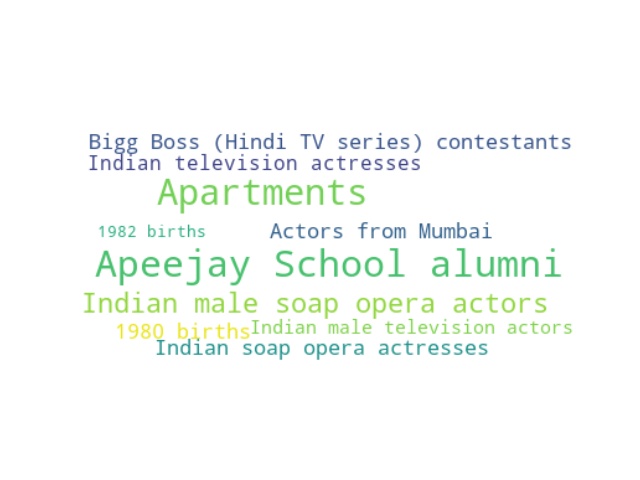 Bigg Boss (Hindi TV series) contestants
Indian television actresses
Apartments
1982 births Actors from Mumbai
Apeejay School alumni
Indian male soap opera actors
1980 births Indian male television actors
Indian soap opera actresses